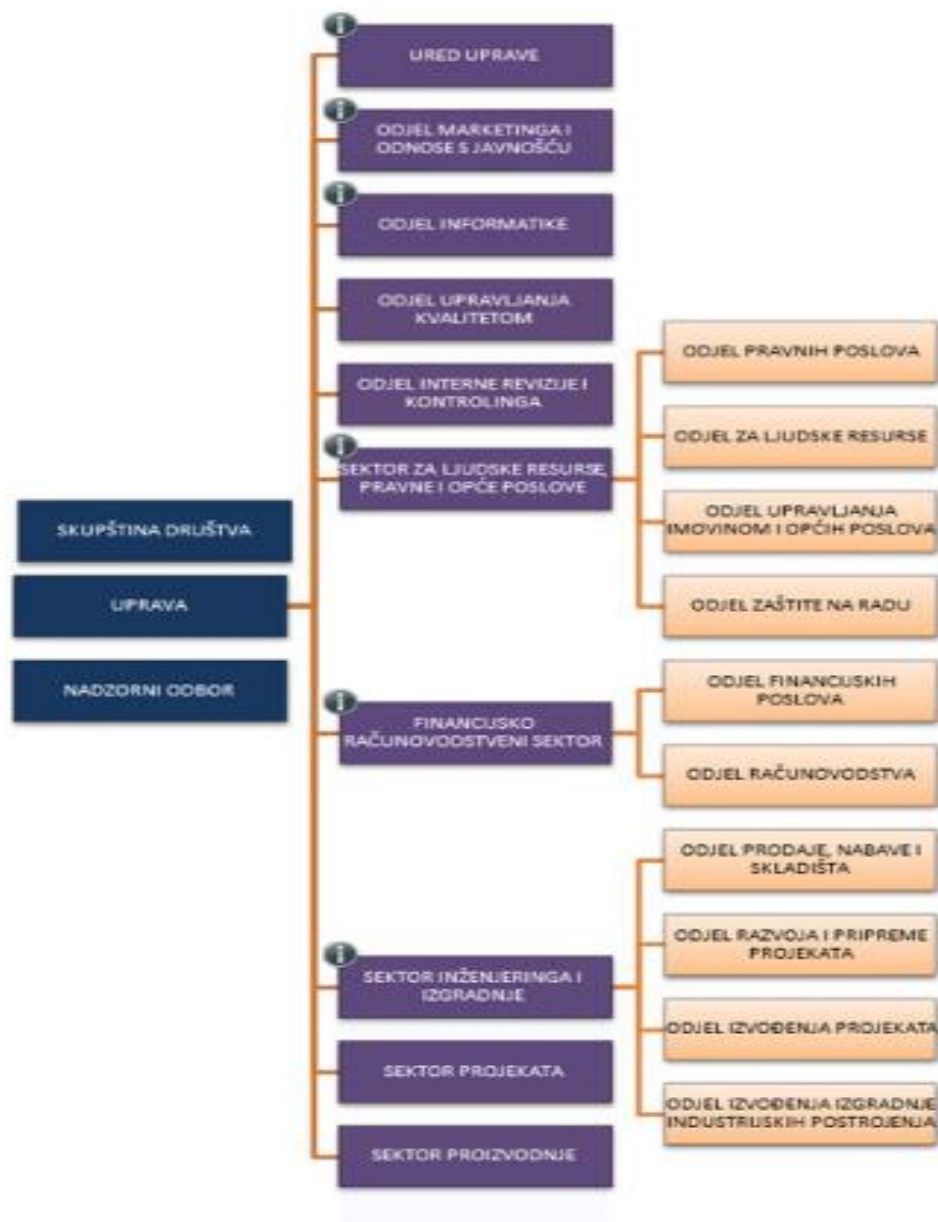 SKUPŠTINA DRUŠTVA
UPRAVA
NADZORNI ODBOR
URED UPRAVE
ODJEL MARKETINGA I
ODNOSE S JAVNOŠĆU
ODJEL INFORMATIKE
ODJEL UPRAVLJANJA
KVALITETOM
ODJEL INTERNE REVIZIJE I
KONTROLINGA
SEKTOR ZA LJUDSKE RESURSE,
PRAVNE I OPĆE POSLOVE
ODJEL PRAVNIH POSLOVA
ODJEL ZA LJUDSKE RESURSE
ODJEL UPRAVLJANJA
IMOVINOM I OPĆIH POSLOVA
ODJEL ZAŠTITE NA RADU
FINANCIJSKO
RAČUNOVODSTVENI SEKTOR
ODJEL FINANCIJSKIH
POSLOVA
ODJEL RAČUNOVODSTVA
SEKTOR INŽENJERINGA I
IZGRADNJE
ODJEL PRODAJE, NABAVE I
SKLADIŠTA
ODJEL RAZVOJA I PRIPREME
PROJEKATA
ODJEL IZVOĐENJA PROJEKATA
ODJEL IZVOĐENJA IZGRADNJE
INDUSTRIJSKIH POSTROJENJA
SEKTOR PROJEKATA
SEKTOR PROIZVODNJE